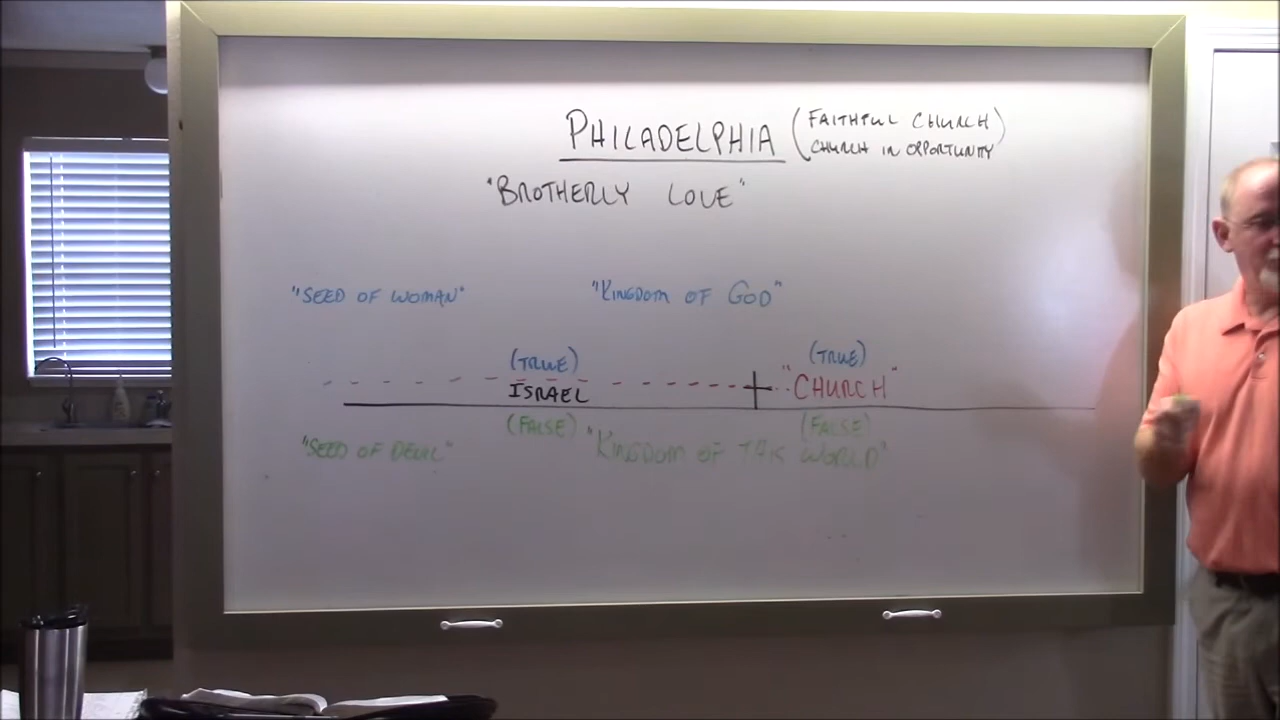 PHILADELPHIA (FAITHFUL CHURCH)
(CHURCH IN OPPORTUNITY
"BROTHERLY LOVE"
"SEED OF WOMAN" "KINGDOM OF GOD"
(TRUE) (TRUE)
ISRAEL "CHURCH"
(FALSE) (FALSE)
"SEED OF DEVIL" "KINGDOM OF THE WORLD"